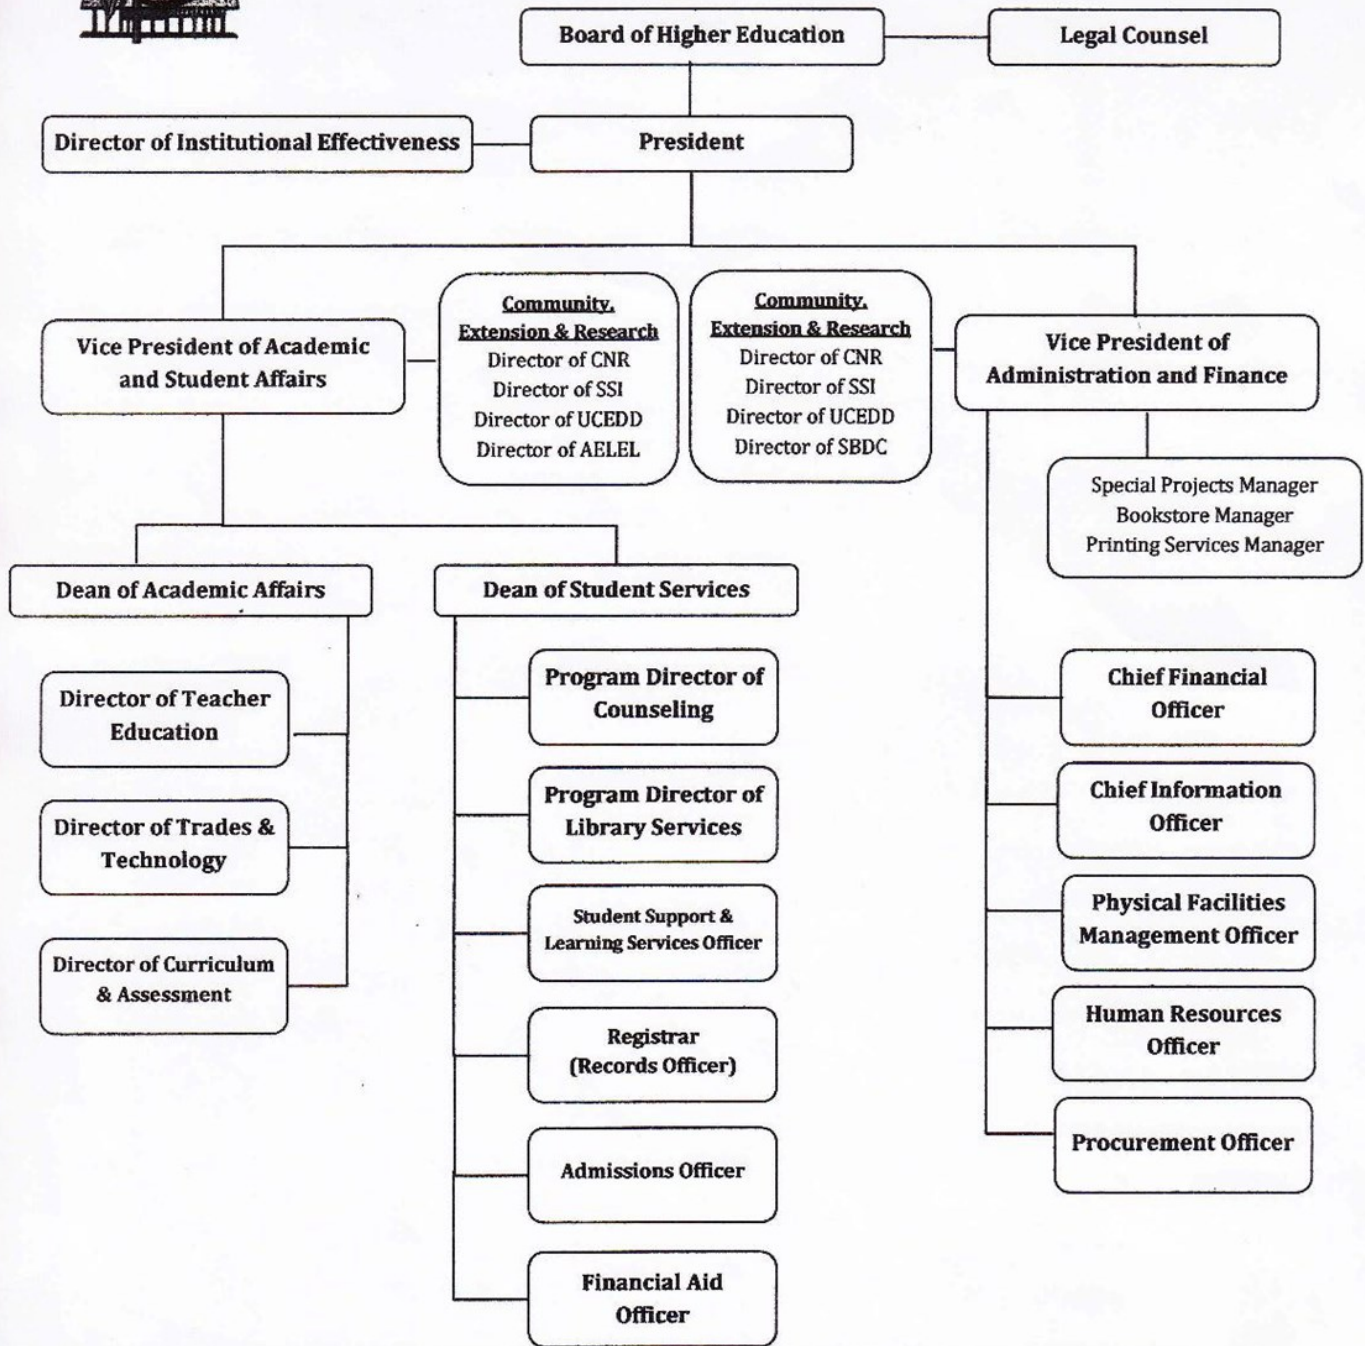 Board of Higher Education
Legal Counsel
Director of Institutional Effectiveness
President
Community,
Extension & Research
Director of CNR
Director of SSI
Director of UCEDD
Director of AELEL
Community,
Extension & Research
Director of CNR
Director of SSI
Director of UCEDD
Director of SBDC
Vice President of Academic
and Student Affairs
Vice President of
Administration and Finance
Special Projects Manager
Bookstore Manager
Printing Services Manager
Dean of Academic Affairs
Dean of Student Services
Director of Teacher
Education
Director of Trades &
Technology
Director of Curriculum
& Assessment
Program Director of
Counseling
Program Director of
Library Services
Student Support &
Learning Services Officer
Registrar
(Records Officer)
Admissions Officer
Financial Aid
Officer
Chief Financial
Officer
Chief Information
Officer
Physical Facilities
Management Officer
Human Resources
Officer
Procurement Officer